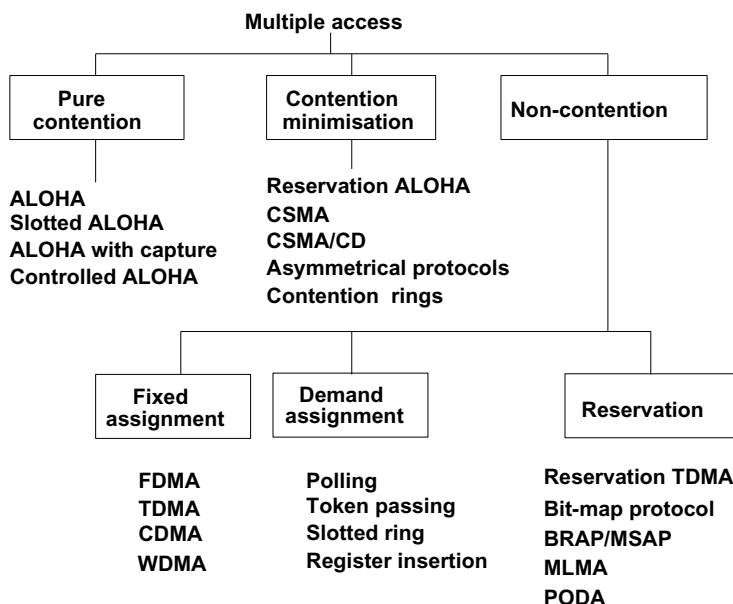 Multiple access
Pure
contention
Contention
minimisation
Non-contention
ALOHA
Slotted ALOHA
ALOHA with capture
Controlled ALOHA
Reservation ALOHA
CSMA
CSMA/CD
Asymmetrical protocols
Contention rings
Fixed
assignment
Demand
assignment
Reservation
FDMA
TDMA
CDMA
WDMA
Polling
Token passing
Slotted ring
Register insertion
Reservation TDMA
Bit-map protocol
BRAP/MSAP
MLMA
PODA